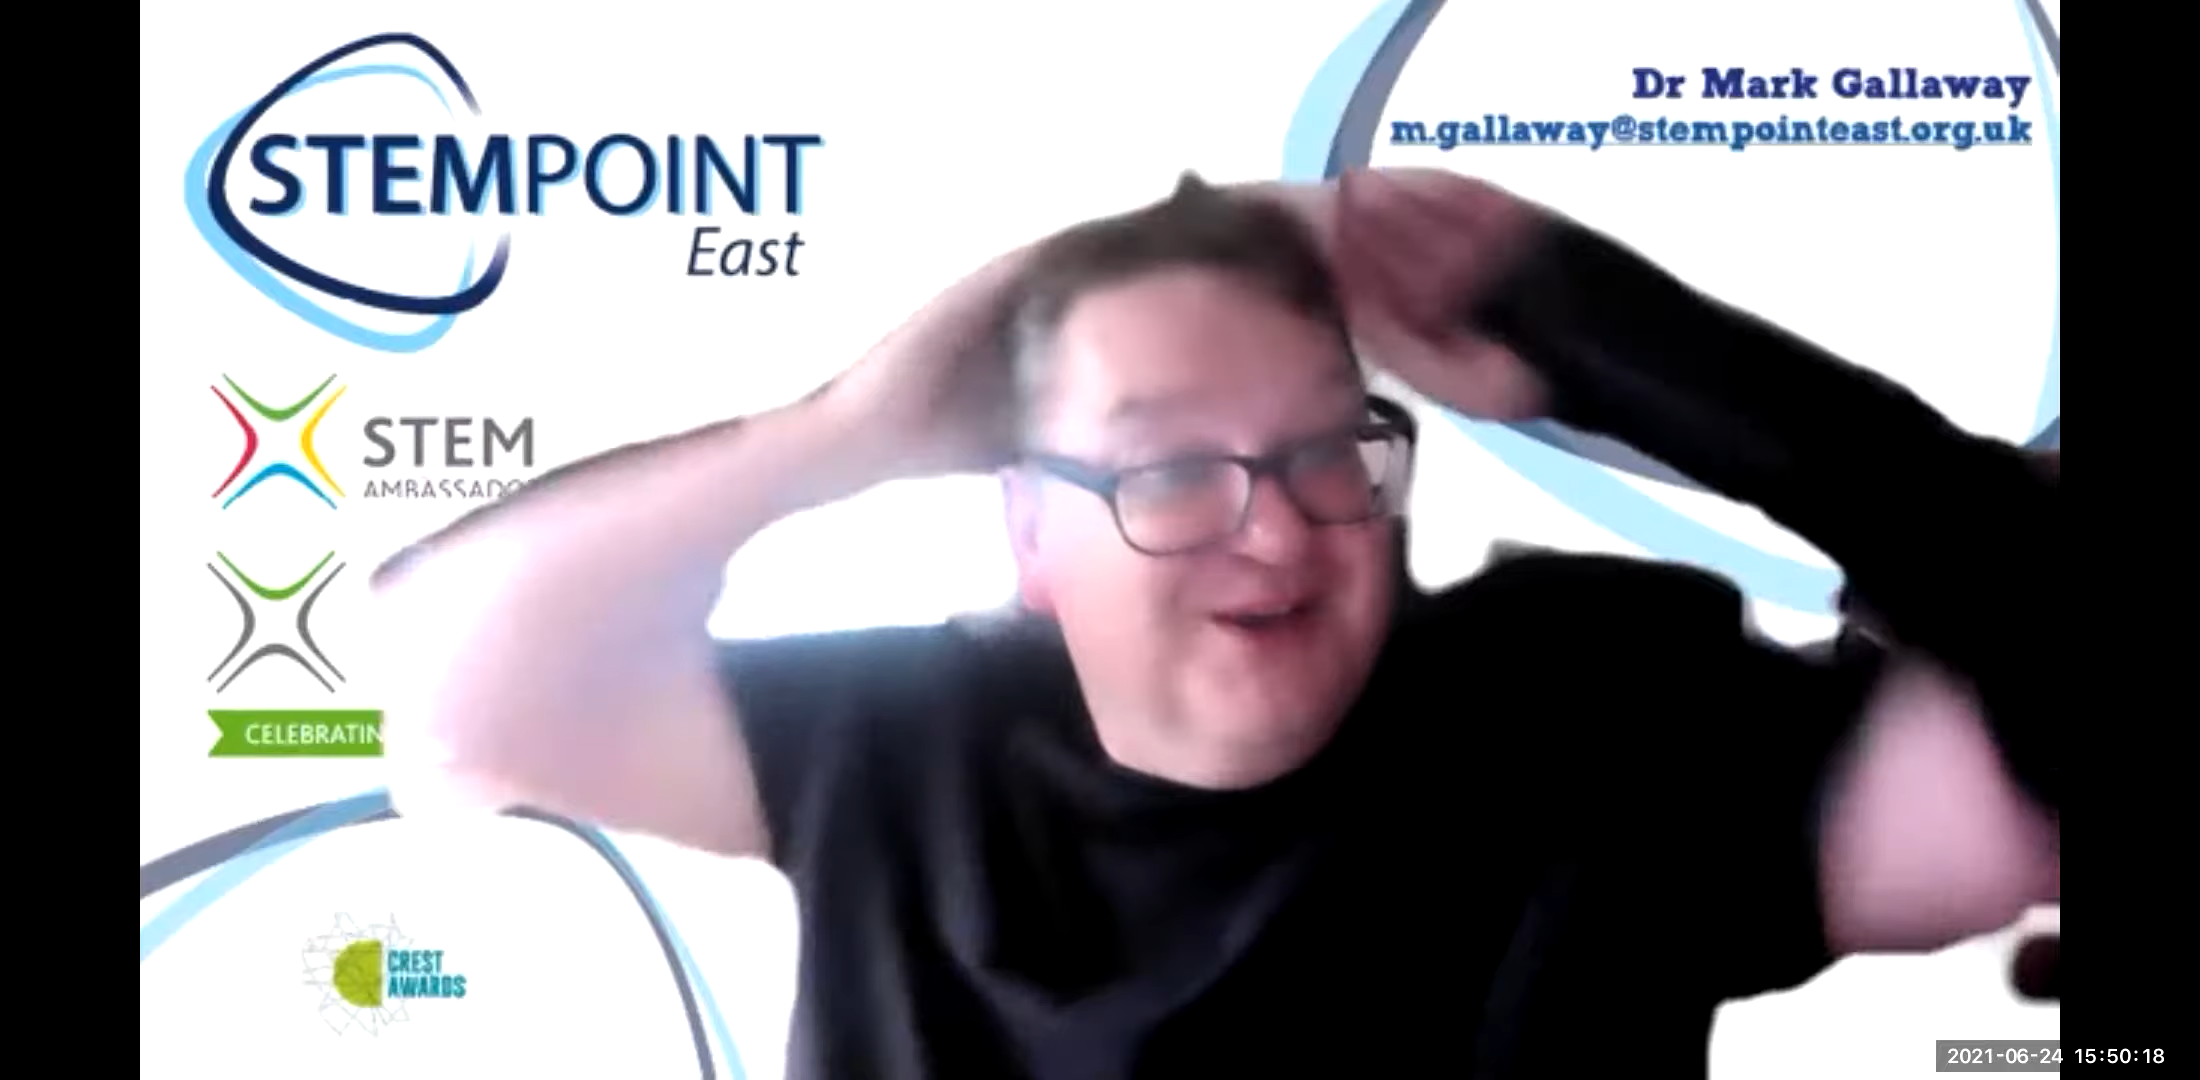 STEMPOINT
East
Dr Mark Gallaway
m.gallaway@stempointeast.org.uk
STEM
AMBASSADO
CELEBRATIN
CREST
AWARDS
2021-06-24 15:50:18